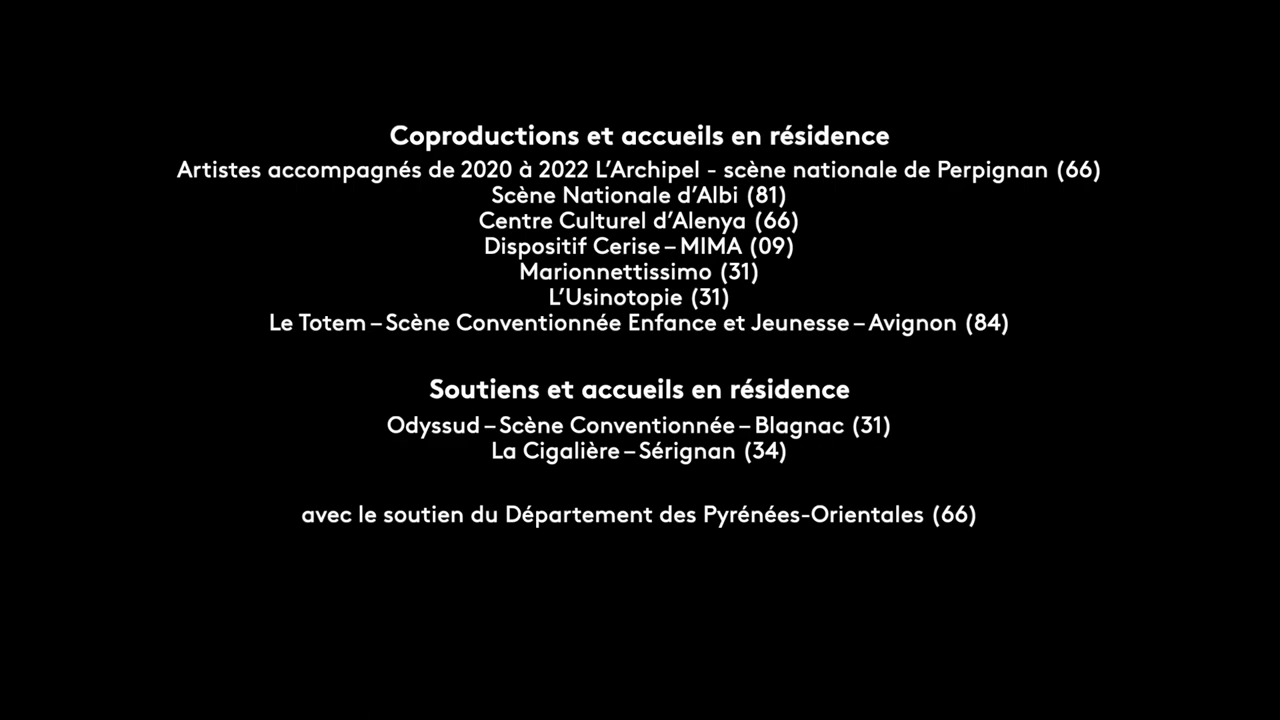 Coproductions et accueils en résidence
Artistes accompagnés de 2020 à 2022 L’Archipel - scène nationale de Perpignan (66)
Scène Nationale d’Albi (81)
Centre Culturel d’Alenya (66)
Dispositif Cerise – MIMA (09)
Marionnettissimo (31)
L’Usinotopie (31)
Le Totem – Scène Conventionnée Enfance et Jeunesse – Avignon (84)
Soutiens et accueils en résidence
Odyssud – Scène Conventionnée – Blagnac (31)
La Cigalière – Sérignan (34)
avec le soutien du Département des Pyrénées-Orientales (66)